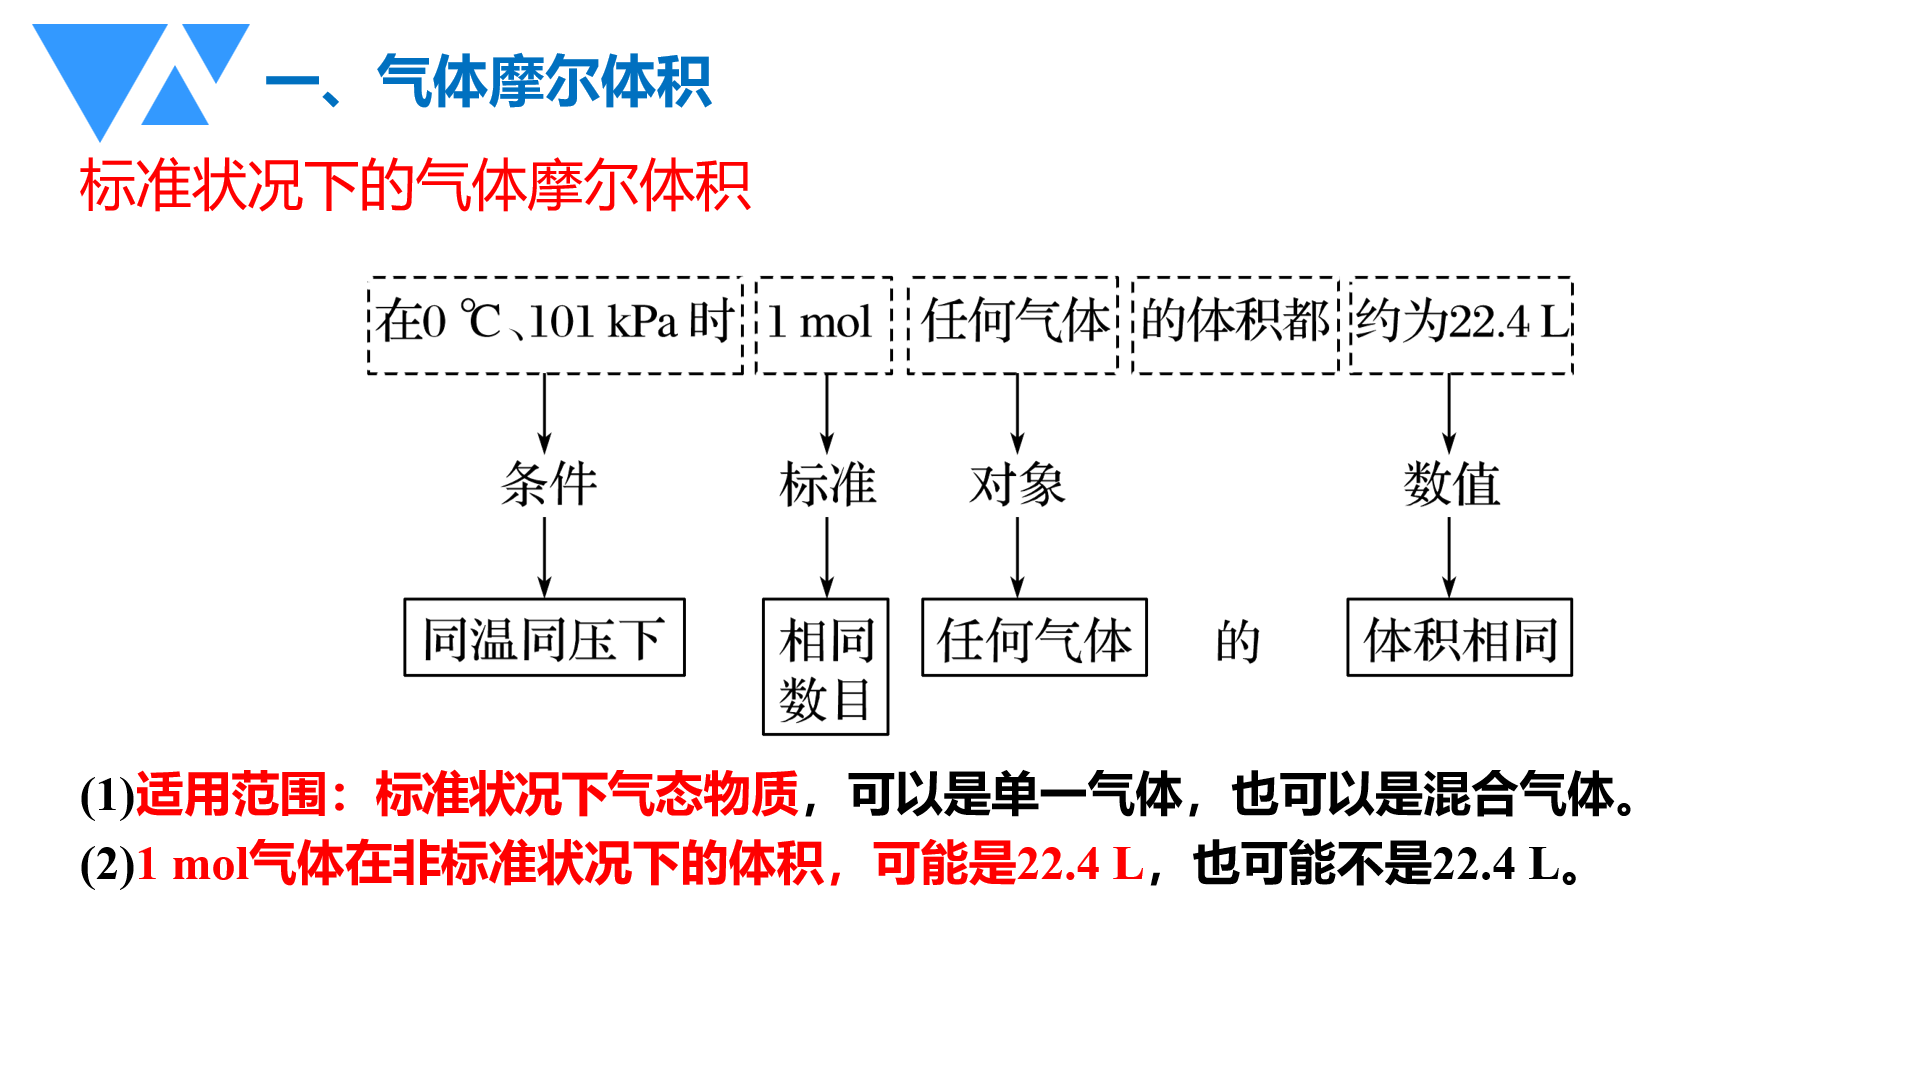 一、气体摩尔体积
标准状况下的气体摩尔体积
在0 ℃、101 kPa 时 1 mol 任何气体 的体积都 约为22.4 L
条件 标准 对象 数值
同温同压下 相同 任何气体 的 体积相同
数目
(1)适用范围：标准状况下气态物质，可以是单一气体，也可以是混合气体。
(2)1 mol气体在非标准状况下的体积，可能是22.4 L，也可能不是22.4 L。